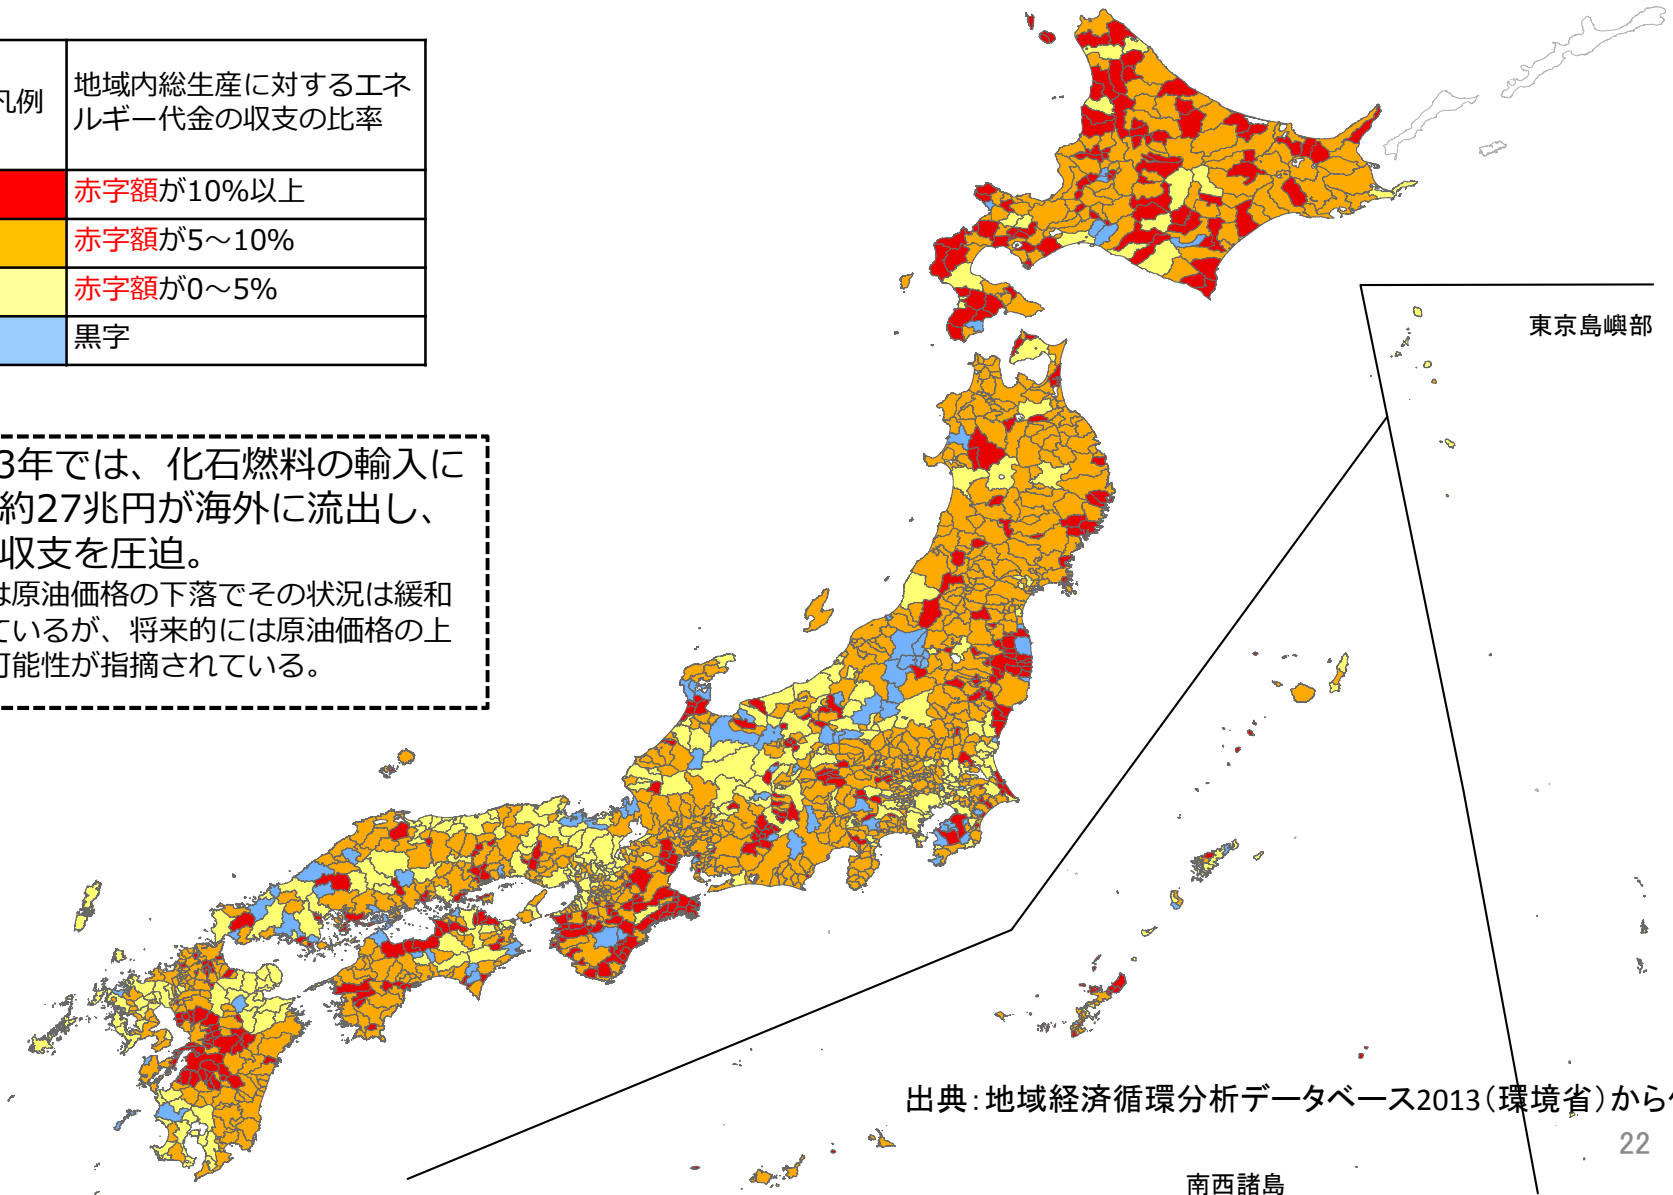 凡例
地域内総生産に対するエネ
ルギー代金の収支の比率
赤字額が10%以上
赤字額が5～10%
赤字額が0～5%
黒字
3年では、化石燃料の輸入に
約27兆円が海外に流出し、
収支を圧迫。
は原油価格の下落でその状況は緩和
ているが、将来的には原油価格の上
可能性が指摘されている。
東京島嶼部
出典：地域経済循環分析データベース2013（環境省）から
22
南西諸島